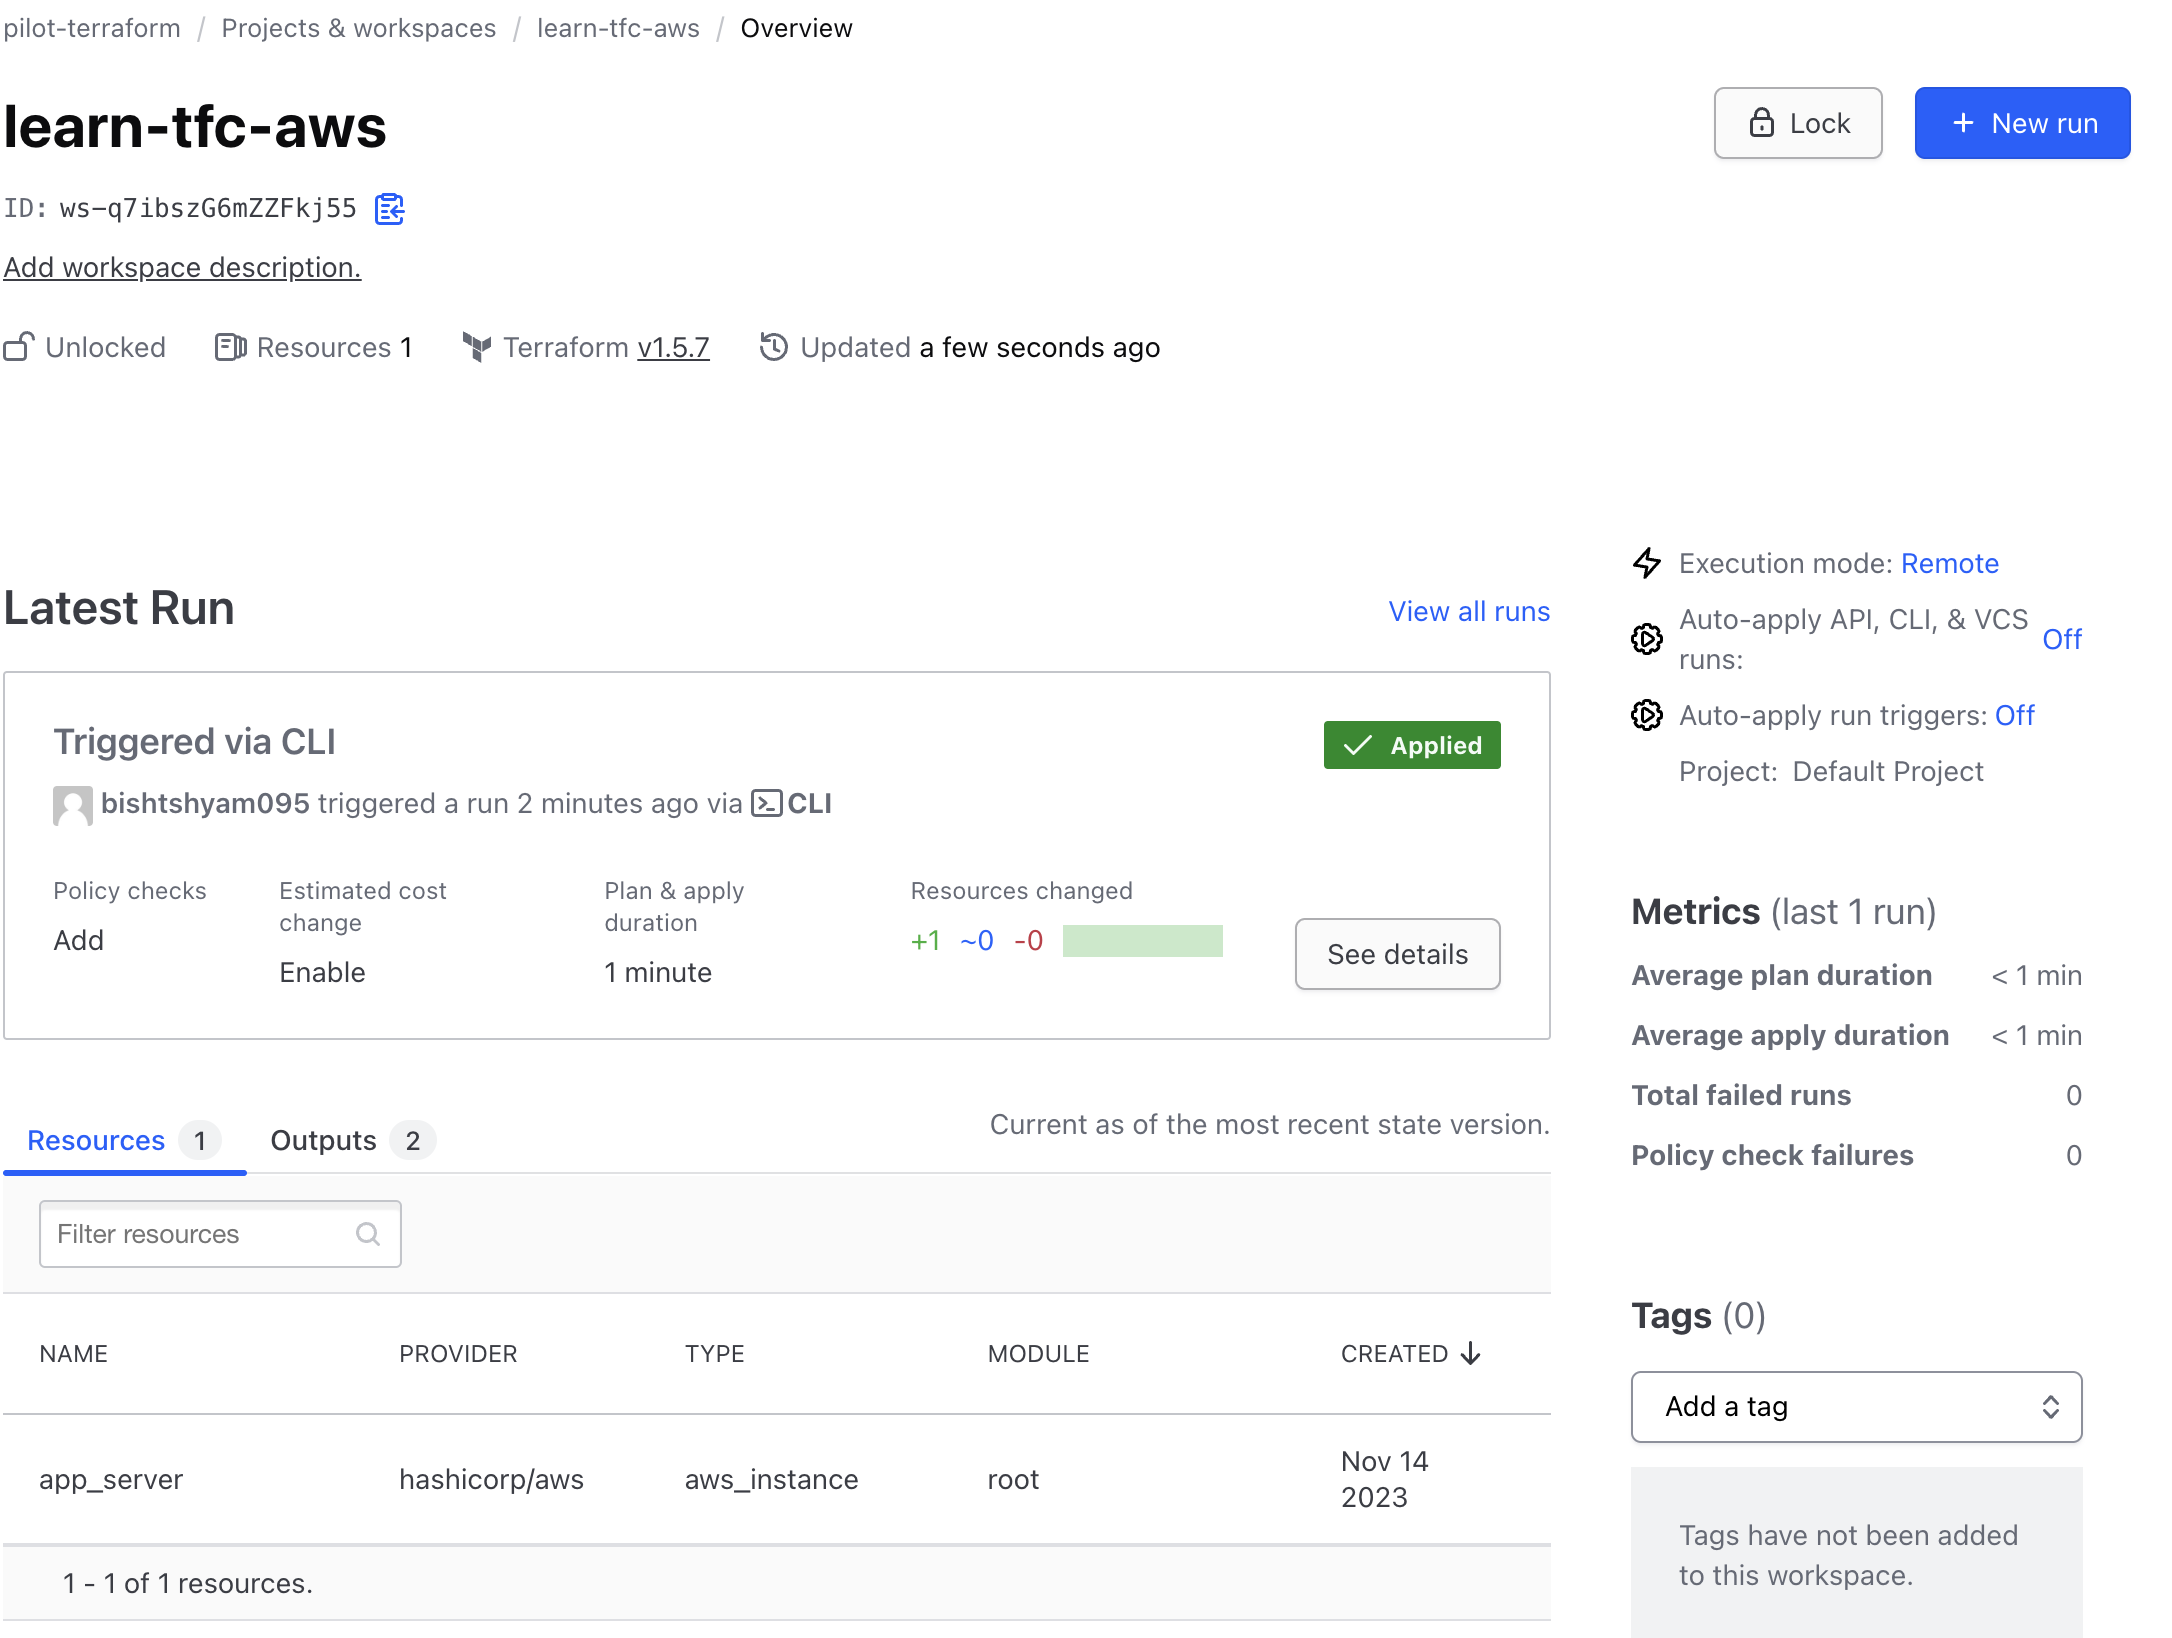 pilot-terraform / Projects & workspaces / learn-tfc-aws / Overview
learn-tfc-aws
Lock
+ New run
ID: ws-q7ibszG6mZZFkj55
Add workspace description.
Unlocked Resources 1 Terraform v1.5.7 Updated a few seconds ago
Latest Run
View all runs
Triggered via CLI
Applied
bishtshyam095 triggered a run 2 minutes ago via CLI
Policy checks
Add
Estimated cost
change
Enable
Plan & apply
duration
1 minute
Resources changed
+1 ~0 -0
See details
Resources 1 Outputs 2
Current as of the most recent state version.
Filter resources
NAME PROVIDER TYPE MODULE CREATED
app_server hashicorp/aws aws_instance root Nov 14
2023
1 - 1 of 1 resources.
Execution mode: Remote
Auto-apply API, CLI, & VCS
runs: Off
Auto-apply run triggers: Off
Project: Default Project
Metrics (last 1 run)
Average plan duration < 1 min
Average apply duration < 1 min
Total failed runs 0
Policy check failures 0
Tags (0)
Add a tag
Tags have not been added
to this workspace.